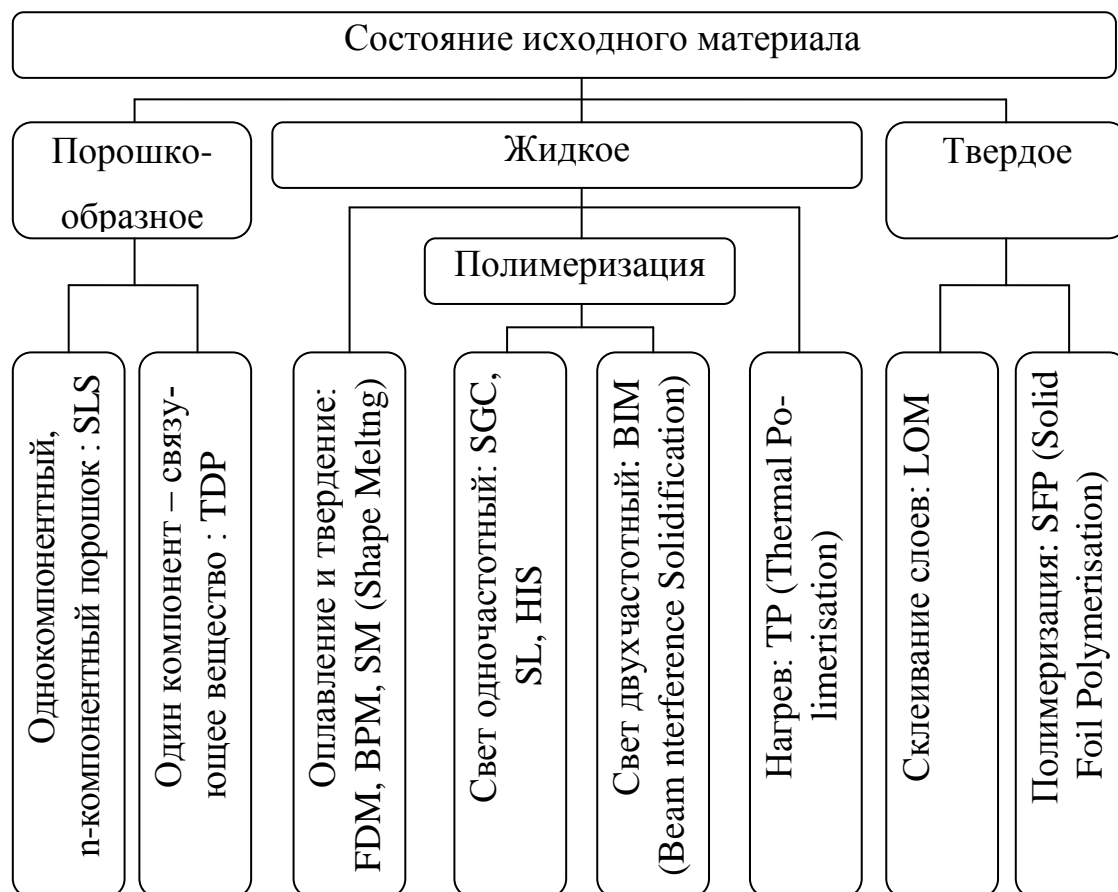 Состояние исходного материала
Порошко-
образное
Жидкое
Твердое
Полимеризация
Однокомпонентный,
n-компонентный порошок : SLS
Один компонент – связу-
ющее вещество : TDP
Оплавление и твердение:
FDM, BPM, SM (Shape Meltng)
Свет одночастотный: SGC,
SL, HIS
Свет двухчастотный: BIM
(Beam nterference Solidification)
Нагрев: TP (Thermal Po-
limerisation)
Склеивание слоев: LOM
Полимеризация: SFP (Solid
Foil Polymerisation)